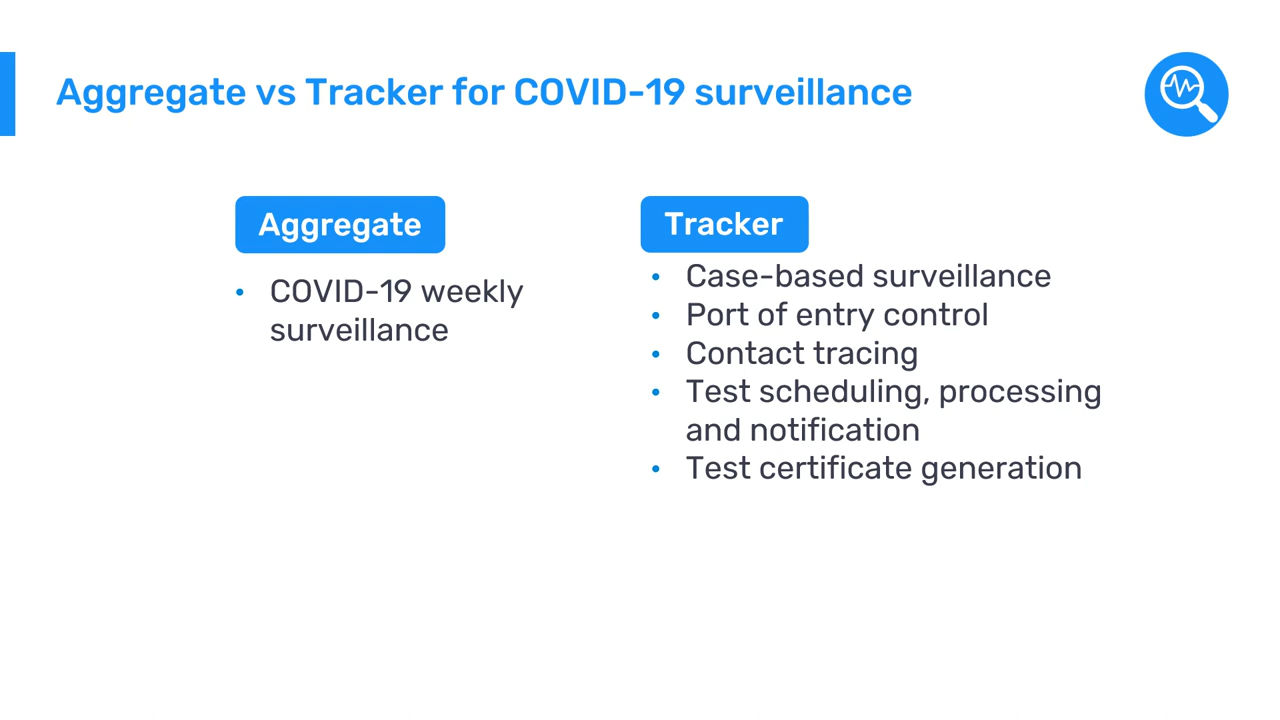 Aggregate vs Tracker for COVID-19 surveillance
Aggregate
• COVID-19 weekly
surveillance
Tracker
• Case-based surveillance
• Port of entry control
• Contact tracing
• Test scheduling, processing
and notification
• Test certificate generation